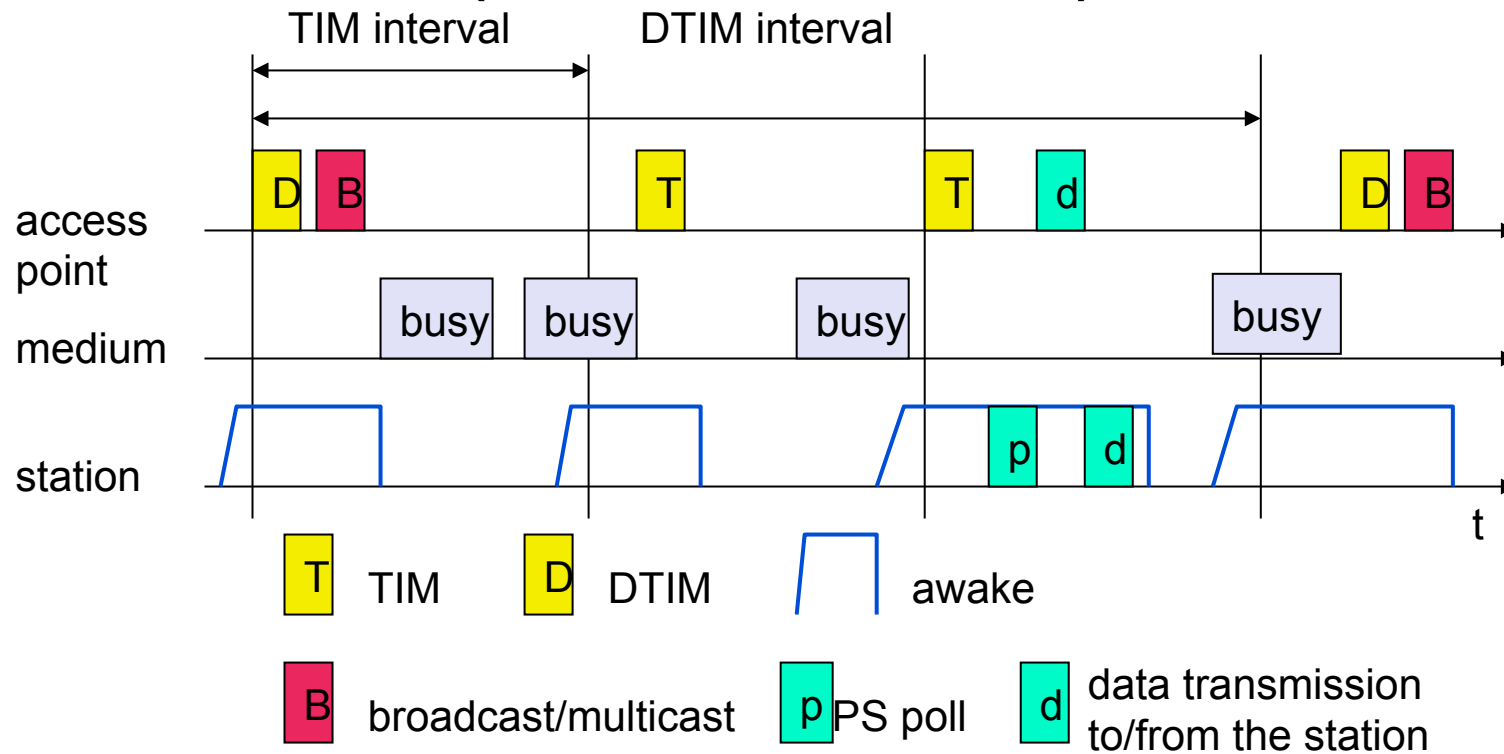 TIM interval DTIM interval
D B T T d D B
access
point
busy busy busy busy
medium
p d
station
t
T TIM D DTIM awake
B broadcast/multicast p PS poll d data transmission
to/from the station